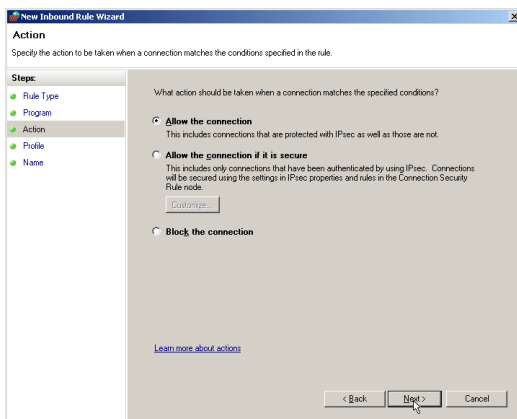 New Inbound Rule Wizard
Action
Specify the action to be taken when a connection matches the conditions specified in the rule.
Steps:
Rule Type
Program
Action
Profile
Name
What action should be taken when a connection matches the specified conditions?
Allow the connection
This includes connections that are protected with IPsec as well as those are not.
Allow the connection if it is secure
This includes only connections that have been authenticated by using IPsec. Connections
will be secured using the settings in IPsec properties and rules in the Connection Security
Rule node.
Customize...
Block the connection
Learn more about actions
< Back
Next >
Cancel